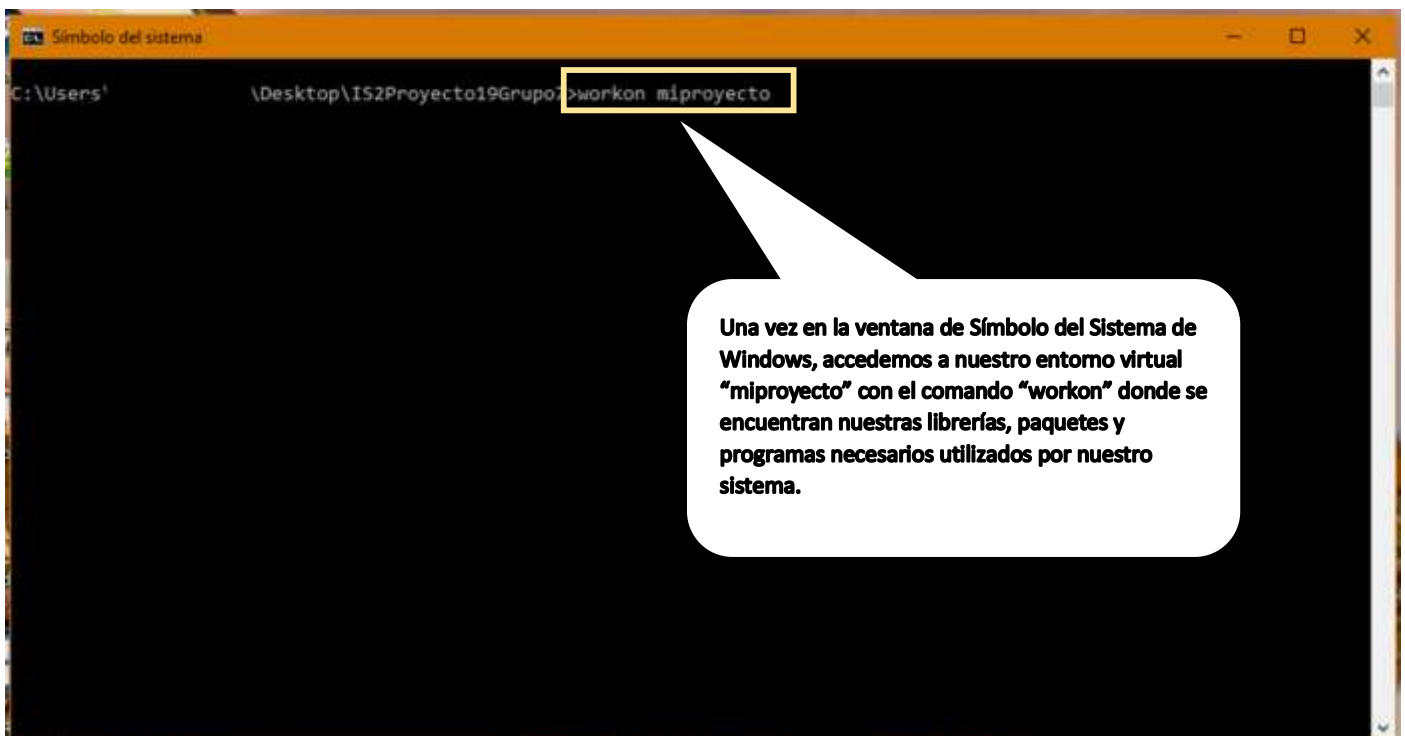 Símbolo del sistema
C:\Users' \Desktop\IS2Proyecto19Grupo7>workon miproyecto
Una vez en la ventana de Símbolo del Sistema de
Windows, accedemos a nuestro entorno virtual
“miproyecto” con el comando “workon” donde se
encuentran nuestras librerías, paquetes y
programas necesarios utilizados por nuestro
sistema.